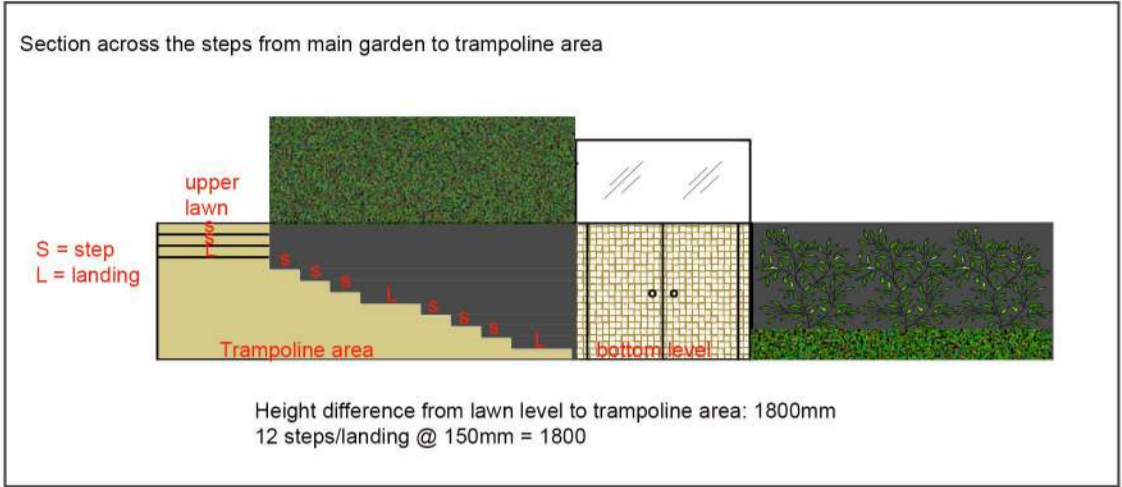 Section across the steps from main garden to trampoline area
upper
lawn
S
S
L
S = step
L = landing
S
S
S
L
S
S
S
L
Trampoline area
bottom level
Height difference from lawn level to trampoline area: 1800mm
12 steps/landing @ 150mm = 1800